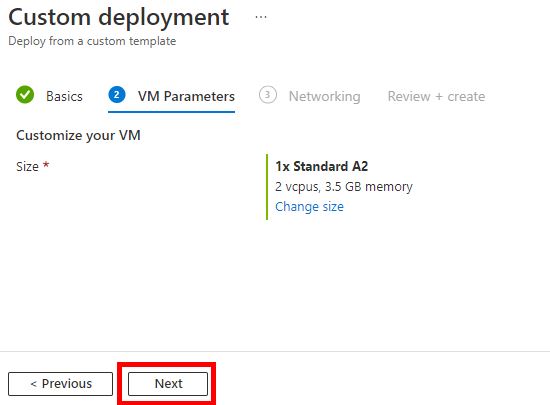 Custom deployment ...
Deploy from a custom template
Basics 2 VM Parameters 3 Networking Review + create
Customize your VM
Size * 1x Standard A2
2 vcpus, 3.5 GB memory
Change size
< Previous Next